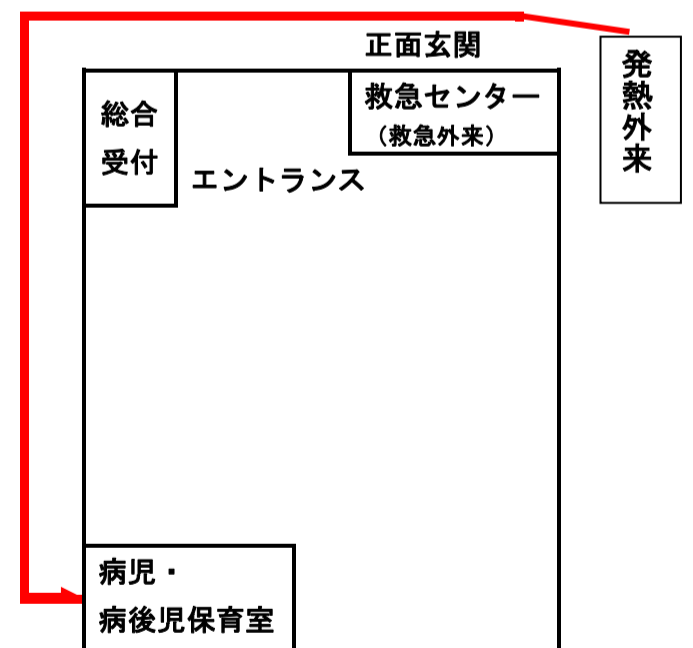 正面玄関
発熱外来
総合
受付
救急センター
（救急外来）
エントランス
病児・
病後児保育室